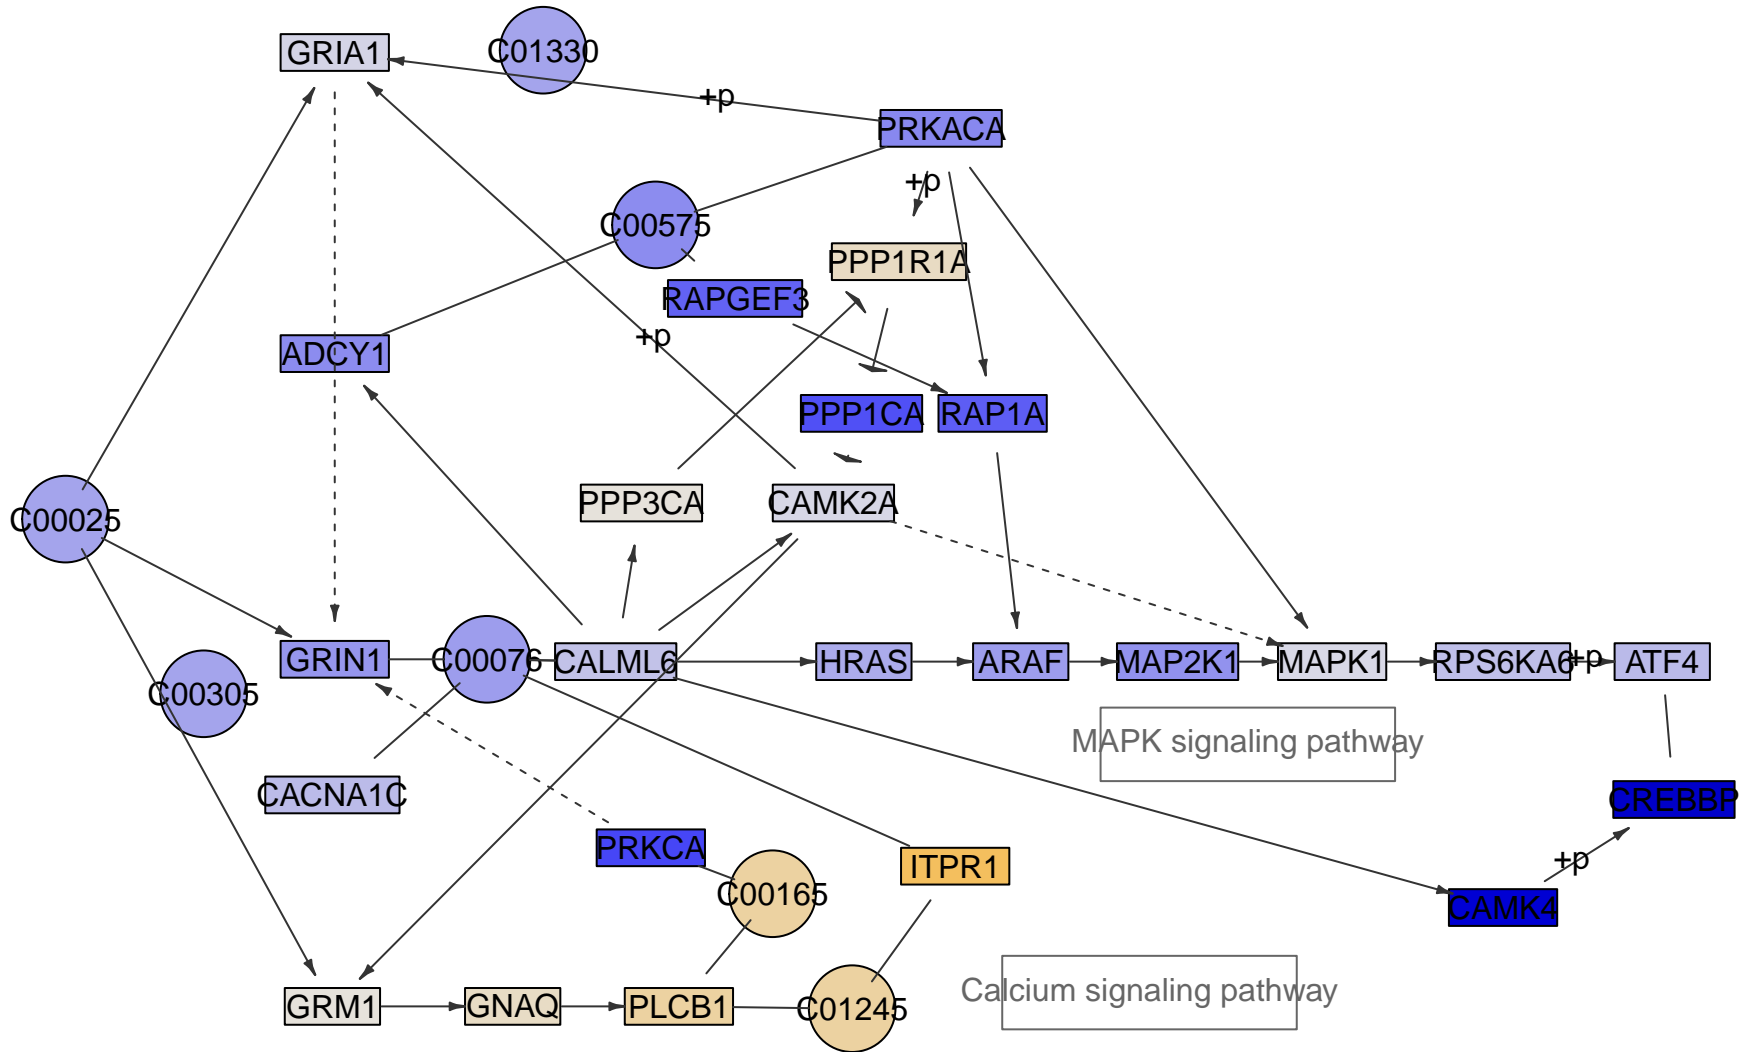 GRIA1
C01330
+p
PRKACA
+p
C00575
PPP1R1A
RAPGEF3
+p
ADCY1
PPP1CA
RAP1A
C00025
PPP3CA
CAMK2A
GRIN1
C00076
CALML6
HRAS
ARAF
MAP2K1
MAPK1
RPS6KA6
+p
ATF4
C00305
MAPK signaling pathway
CACNA1C
CREBBP
PRKCA
ITPR1
+p
C00165
CAMK4
Calcium signaling pathway
GRM1
GNAQ
PLCB1
C01245